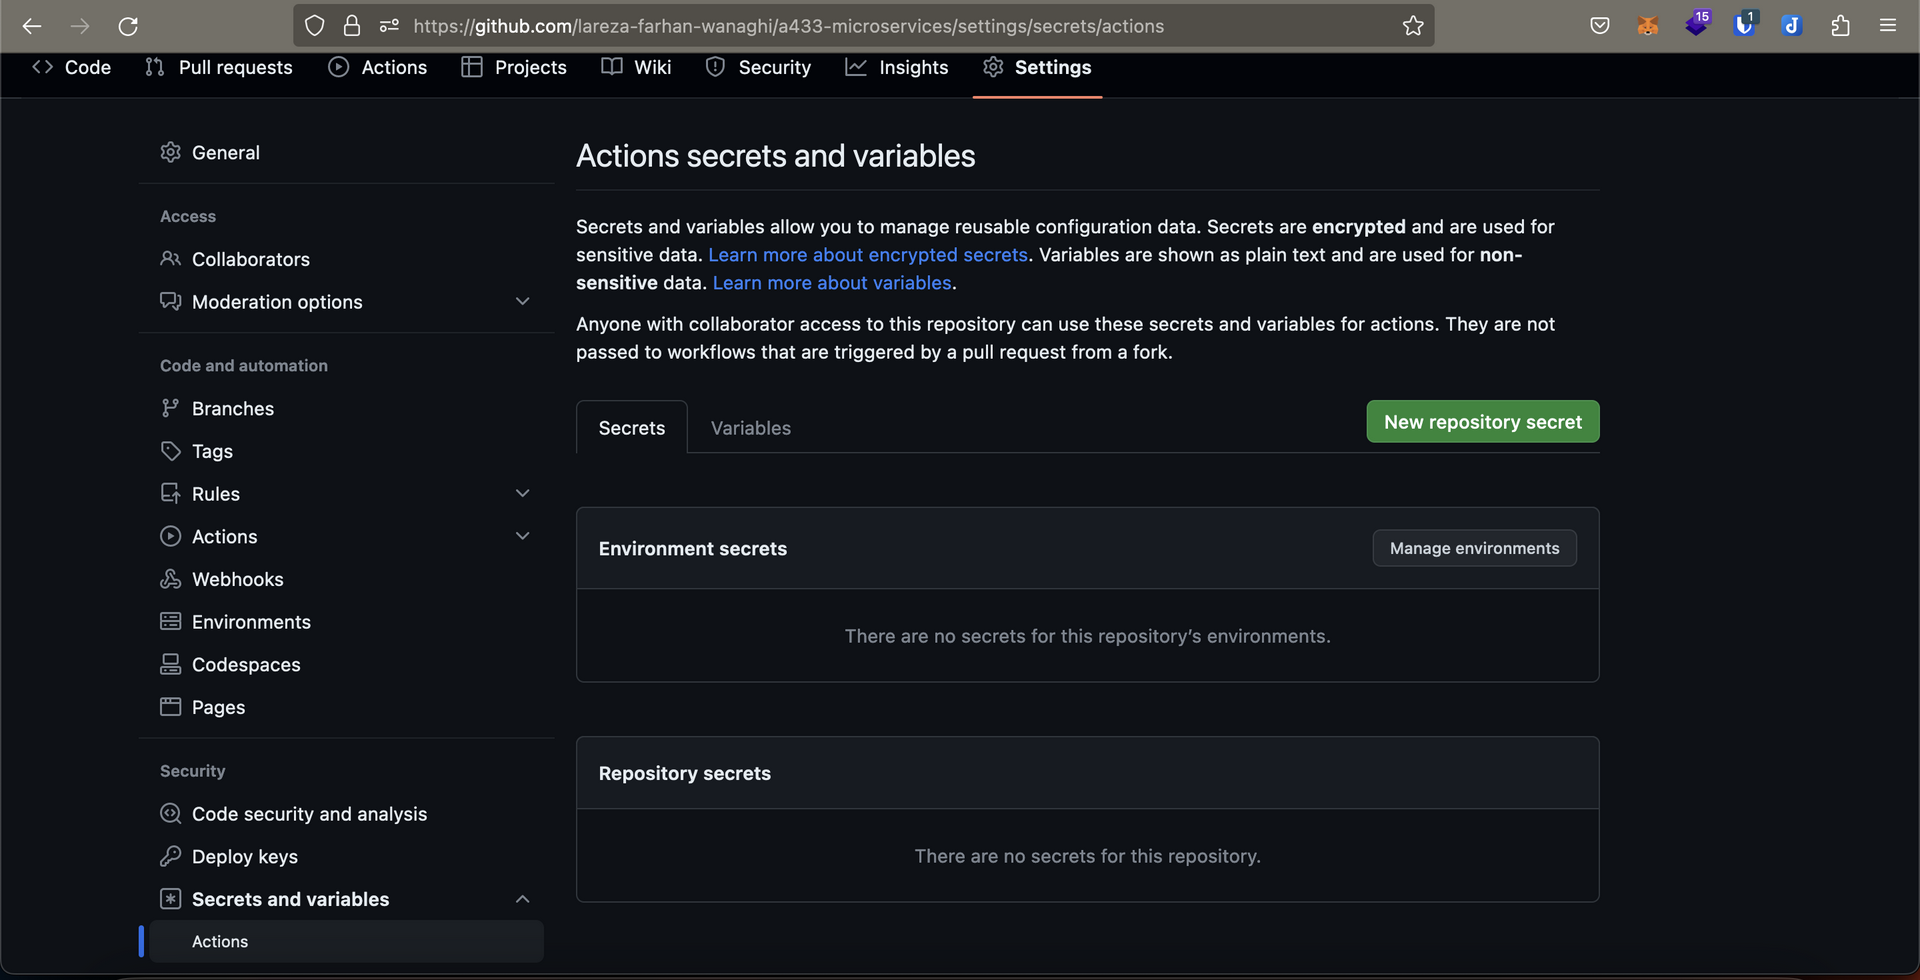 https://github.com/lareza-farhan-wanaghi/a433-microservices/settings/secrets/actions
15
1
Code
Pull requests
Actions
Projects
Wiki
Security
Insights
Settings
General
Access
Collaborators
Moderation options
Code and automation
Branches
Tags
Rules
Actions
Webhooks
Environments
Codespaces
Pages
Security
Code security and analysis
Deploy keys
Secrets and variables
Actions
Actions secrets and variables
Secrets and variables allow you to manage reusable configuration data. Secrets are encrypted and are used for
sensitive data. Learn more about encrypted secrets. Variables are shown as plain text and are used for non-
sensitive data. Learn more about variables.
Anyone with collaborator access to this repository can use these secrets and variables for actions. They are not
passed to workflows that are triggered by a pull request from a fork.
Secrets
Variables
New repository secret
Environment secrets
Manage environments
There are no secrets for this repository’s environments.
Repository secrets
There are no secrets for this repository.